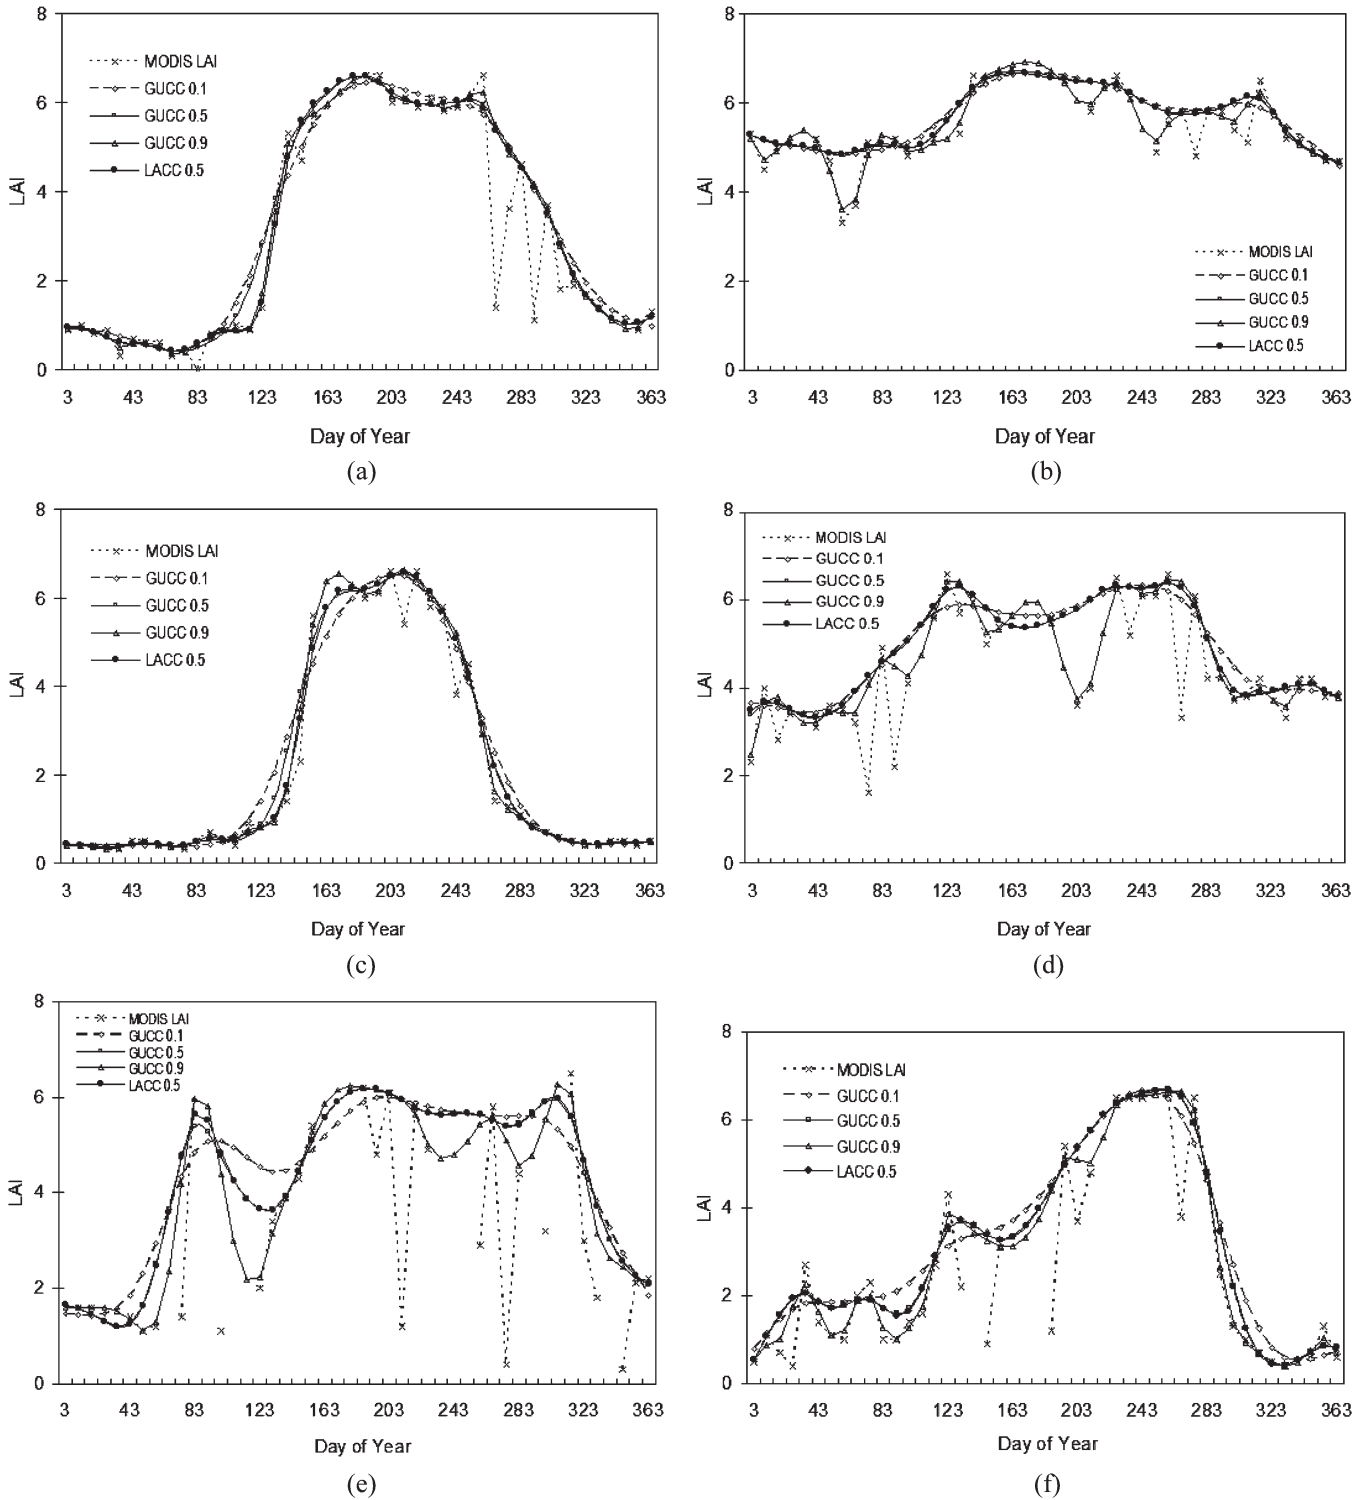 8
6
4
2
0
LAI
MODIS LAI
GUCC 0.1
GUCC 0.5
GUCC 0.9
LACC 0.5
3 43 83 123 163 203 243 283 323 363
Day of Year
(a)
8
6
4
2
0
LAI
MODIS LAI
GUCC 0.1
GUCC 0.5
GUCC 0.9
LACC 0.5
3 43 83 123 163 203 243 283 323 363
Day of Year
(b)
8
6
4
2
0
LAI
MODIS LAI
GUCC 0.1
GUCC 0.5
GUCC 0.9
LACC 0.5
3 43 83 123 163 203 243 283 323 363
Day of Year
(c)
8
6
4
2
0
LAI
MODIS LAI
GUCC 0.1
GUCC 0.5
GUCC 0.9
LACC 0.5
3 43 83 123 163 203 243 283 323 363
Day of Year
(d)
8
6
4
2
0
LAI
MODIS LAI
GUCC 0.1
GUCC 0.5
GUCC 0.9
LACC 0.5
3 43 83 123 163 203 243 283 323 363
Day of Year
(e)
8
6
4
2
0
LAI
MODIS LAI
GUCC 0.1
GUCC 0.5
GUCC 0.9
LACC 0.5
3 43 83 123 163 203 243 283 323 363
Day of Year
(f)